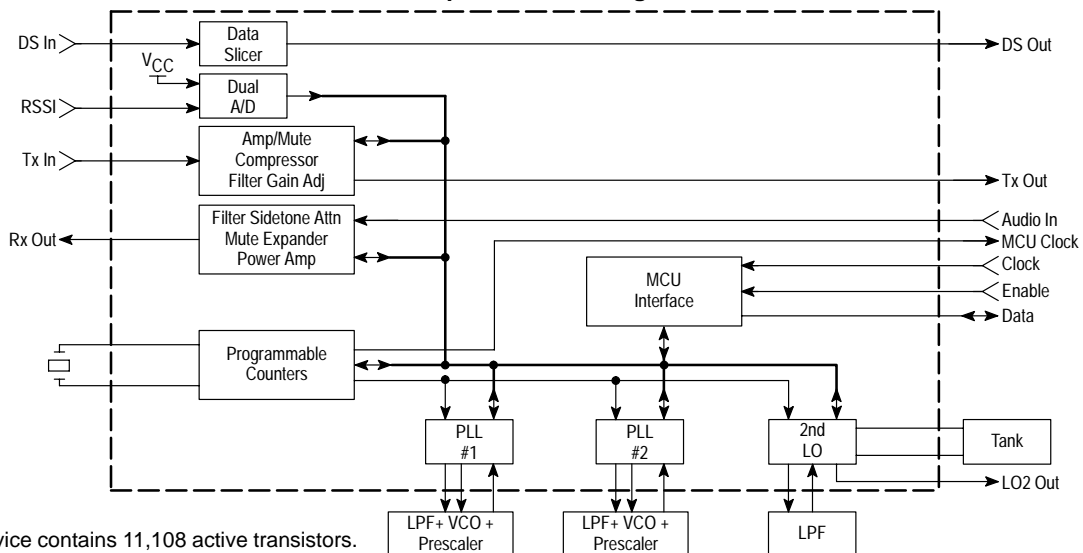 DS In
Data
Slicer
DS Out
VCC
RSSI
Dual
A/D
Tx In
Amp/Mute
Compressor
Filter Gain Adj
Tx Out
Rx Out
Filter Sidetone Attn
Mute Expander
Power Amp
Audio In
MCU Clock
MCU
Interface
Clock
Enable
Data
Programmable
Counters
PLL
#1
PLL
#2
2nd
LO
Tank
LO2 Out
LPF+ VCO +
Prescaler
LPF+ VCO +
Prescaler
LPF
contains 11,108 active transistors.